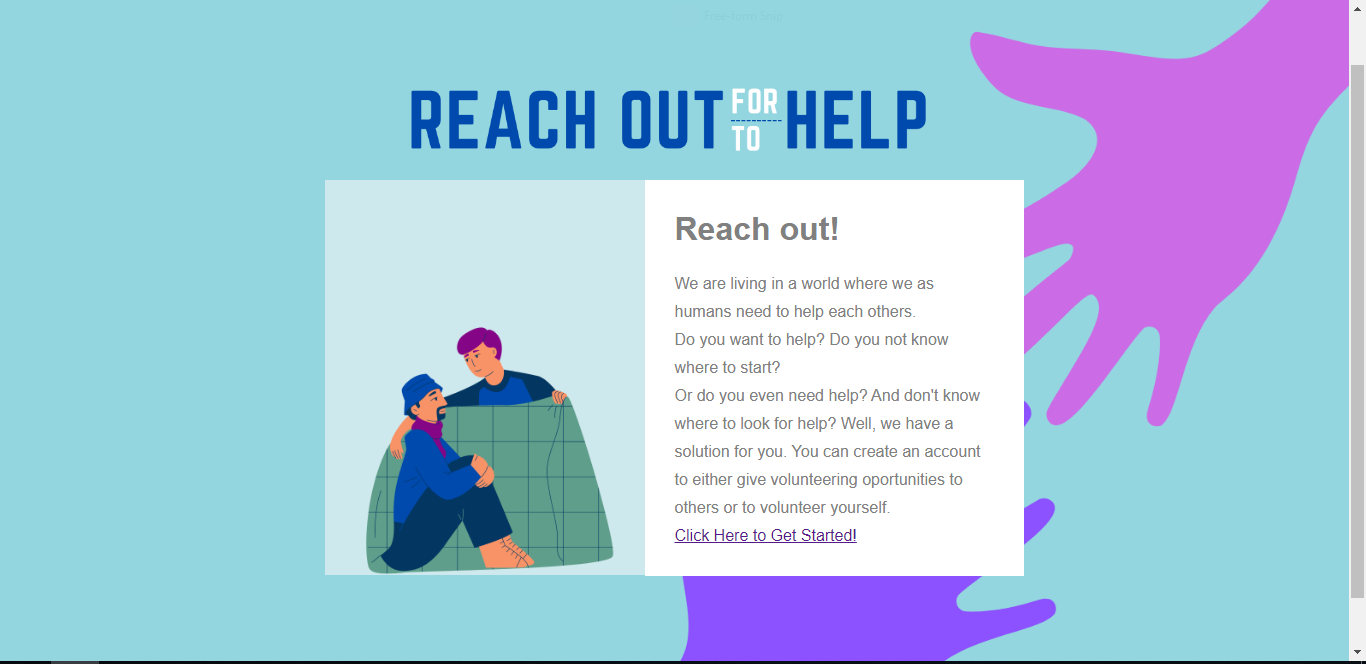 Free-form Snip
REACH OUT FOR TO HELP
Reach out!
We are living in a world where we as
humans need to help each others.
Do you want to help? Do you not know
where to start?
Or do you even need help? And don't know
where to look for help? Well, we have a
solution for you. You can create an account
to either give volunteering oportunities to
others or to volunteer yourself.
Click Here to Get Started!